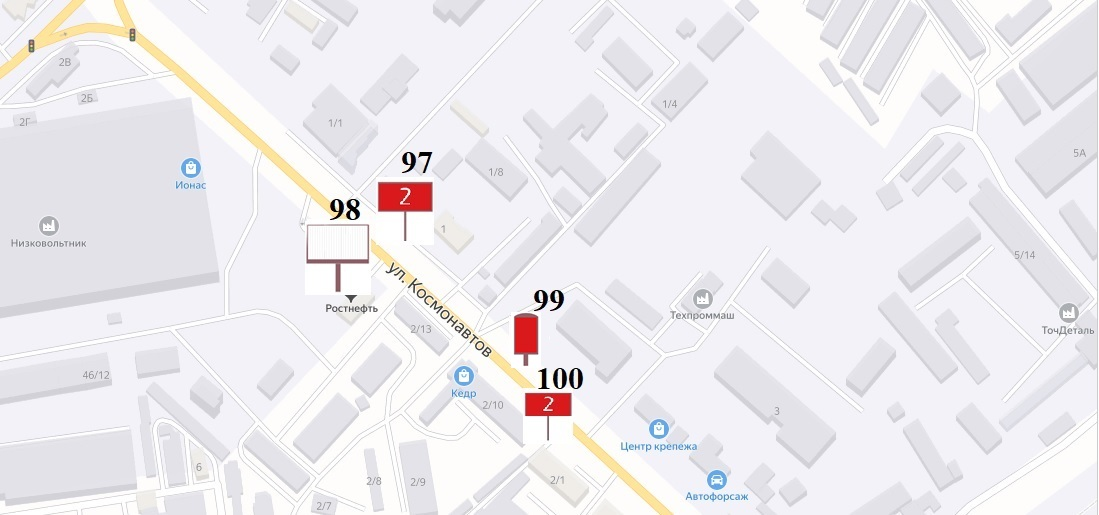 2В
2Б
2Г
1/4
1/1
5А
97
1/8
Ионас
2
98
1
Низковольтник
5/14
ул. Космонавтов
99
Ростнефть
Техпроммаш
2/13
ТочДеталь
46/12
100
Кедр
2/10
2
3
Центр крепежа
6
2/8
2/9
2/1
Автофорсаж
2/7